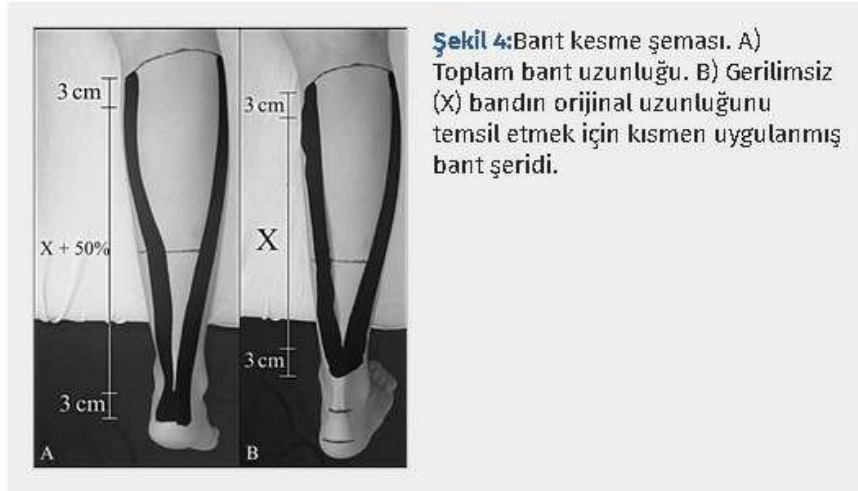 3 cm
X + 50%
3 cm
A
3 cm
X
3 cm
B
Şekil 4:Bant kesme şeması. A)
Toplam bant uzunluğu. B) Gerilimsiz
(X) bandın orijinal uzunluğunu
temsil etmek için kısmen uygulanmış
bant şeridi.